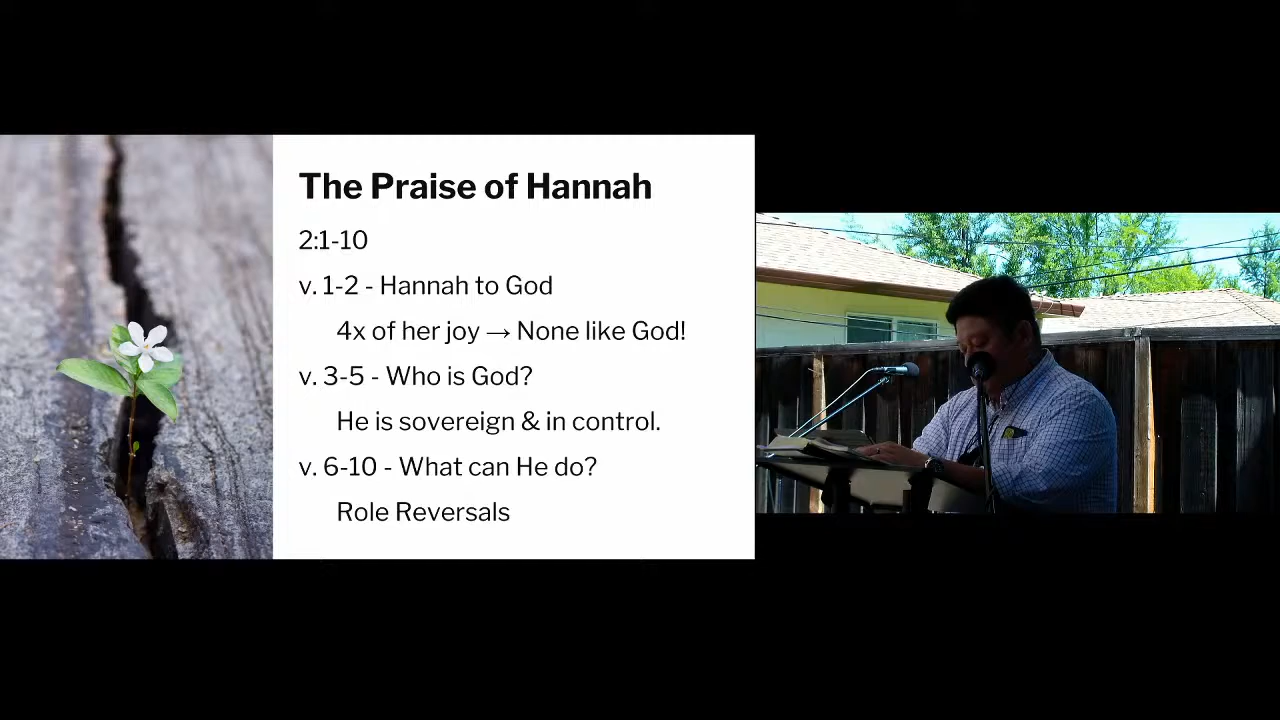 The Praise of Hannah
2:1-10
v. 1-2 - Hannah to God
4x of her joy → None like God!
v. 3-5 - Who is God?
He is sovereign & in control.
v. 6-10 - What can He do?
Role Reversals